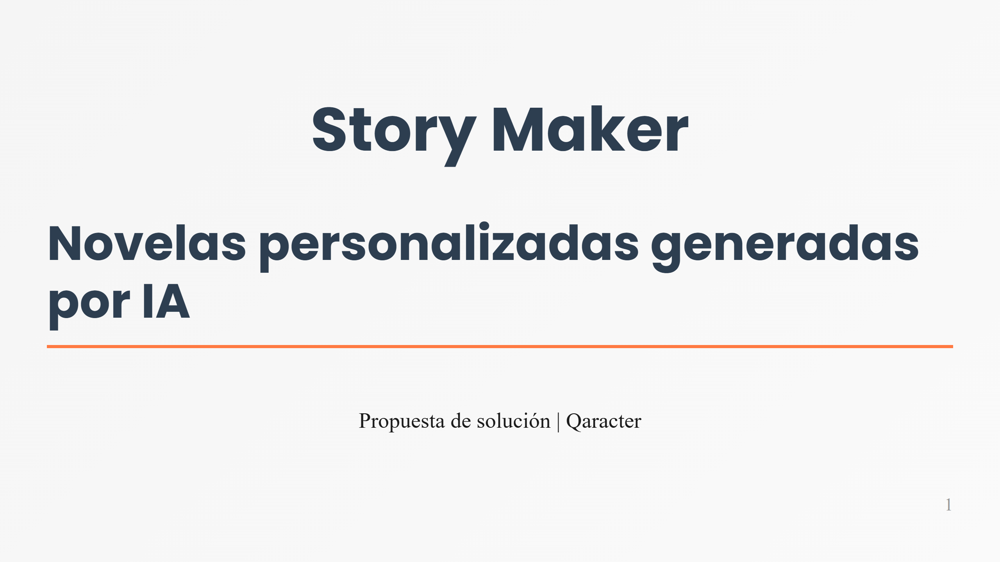 Story Maker
Novelas personalizadas generadas
por IA
Propuesta de solución | Qaracter
1